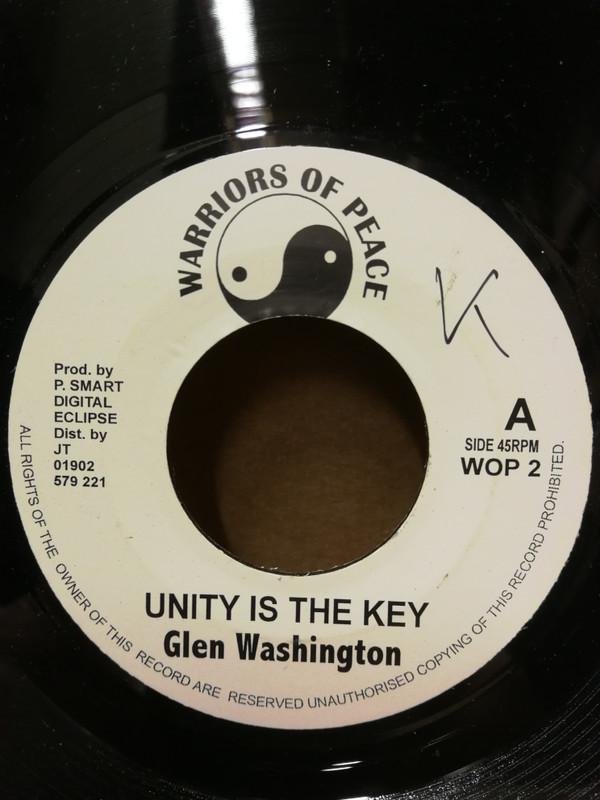 WARRIORS OF PEACE
K
Prod. by
P. SMART
DIGITAL
ECLIPSE
Dist. by
JT
01902
579 221
A
SIDE 45RPM
WOP 2
UNITY IS THE KEY
Glen Washington
ALL RIGHTS OF THE OWNER OF THIS RECORD ARE RESERVED UNAUTHORISED COPYING OF THIS RECORD PROHIBITED.